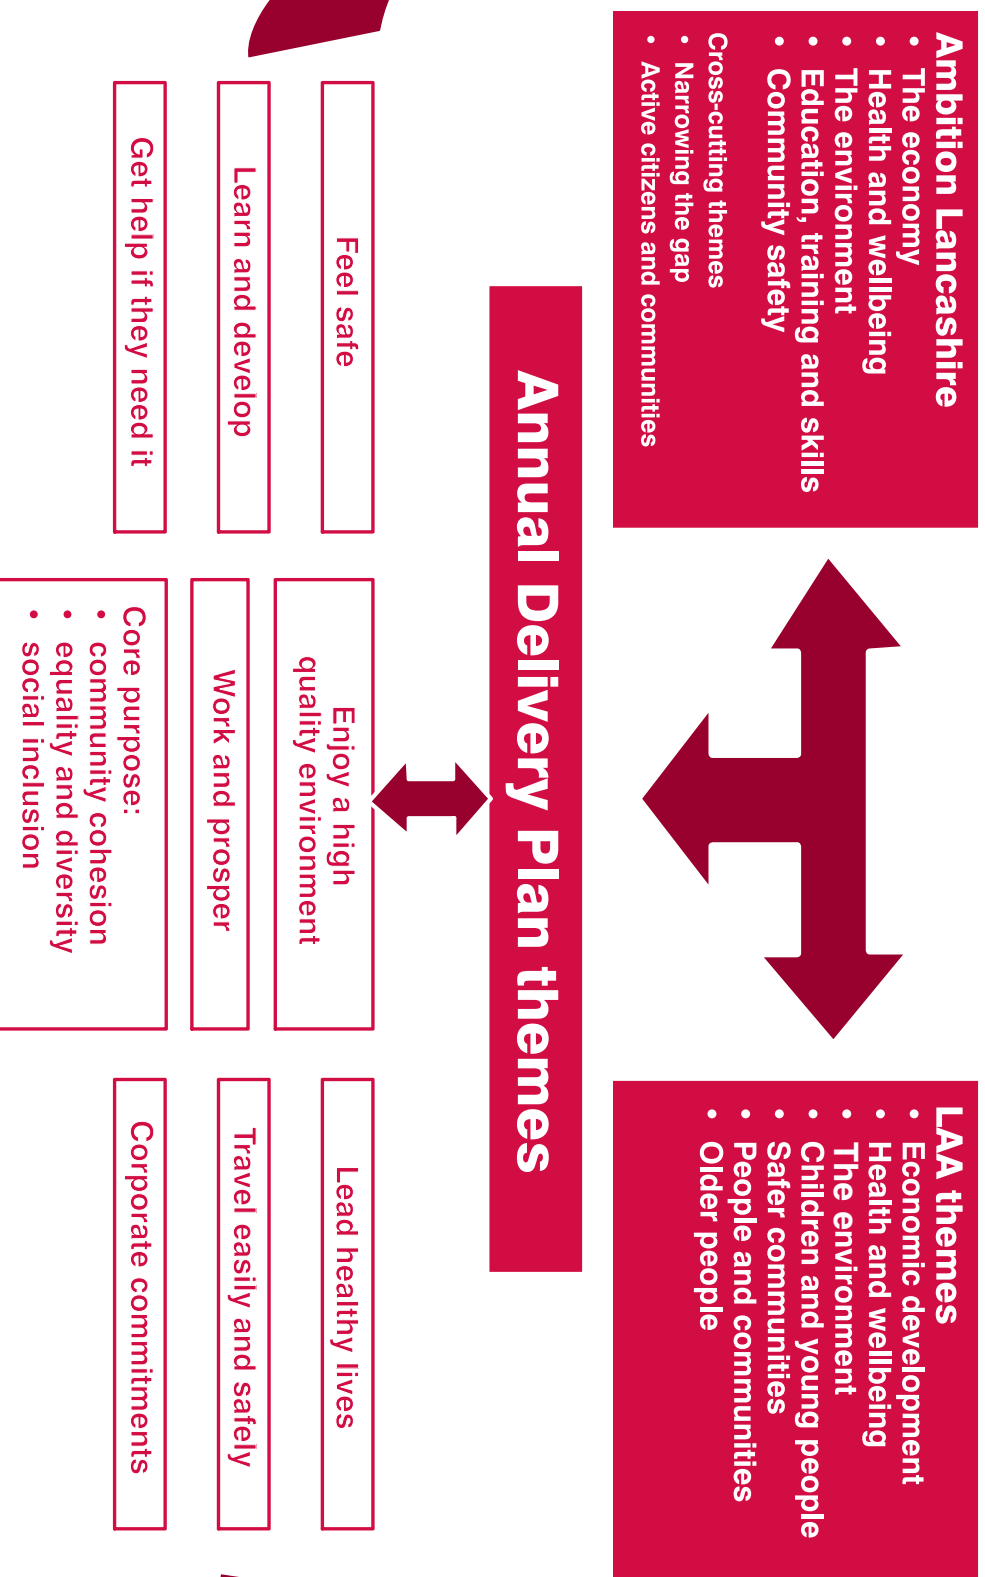 Ambition Lancashire
• The economy
• Health and wellbeing
• The environment
• Education, training and skills
• Community safety
Cross-cutting themes
• Narrowing the gap
• Active citizens and communities
LAA themes
• Economic development
• Health and wellbeing
• The environment
• Children and young people
• Safer communities
• People and communities
• Older people
Annual Delivery Plan themes
Feel safe
Learn and develop
Get help if they need it
Enjoy a high
quality environment
Work and prosper
Core purpose:
• community cohesion
• equality and diversity
• social inclusion
Lead healthy lives
Travel easily and safely
Corporate commitments